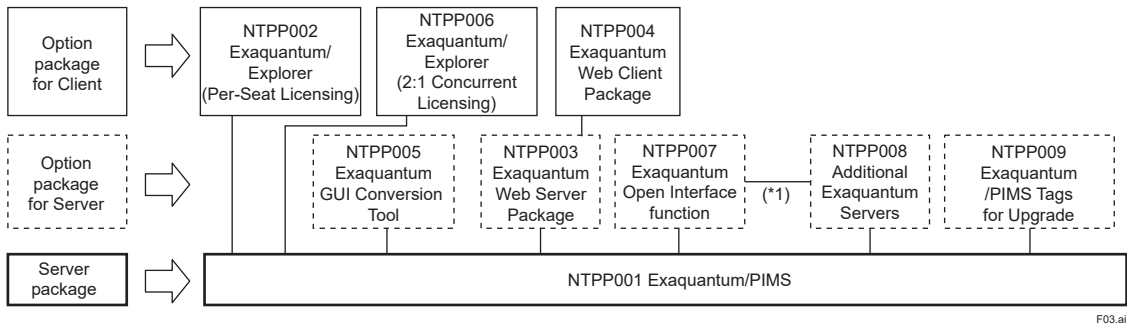 Option
package
for Client
NTPP002
Exaquantum/
Explorer
(Per-Seat Licensing)
NTPP006
Exaquantum/
Explorer
(2:1 Concurrent
Licensing)
NTPP004
Exaquantum
Web Client
Package
Option
package
for Server
NTPP005
Exaquantum
GUI Conversion
Tool
NTPP003
Exaquantum
Web Server
Package
NTPP007
Exaquantum
Open Interface
function
(*1)
NTPP008
Additional
Exaquantum
Servers
NTPP009
Exaquantum
/PIMS Tags
for Upgrade
Server
package
NTPP001 Exaquantum/PIMS
F03.ai